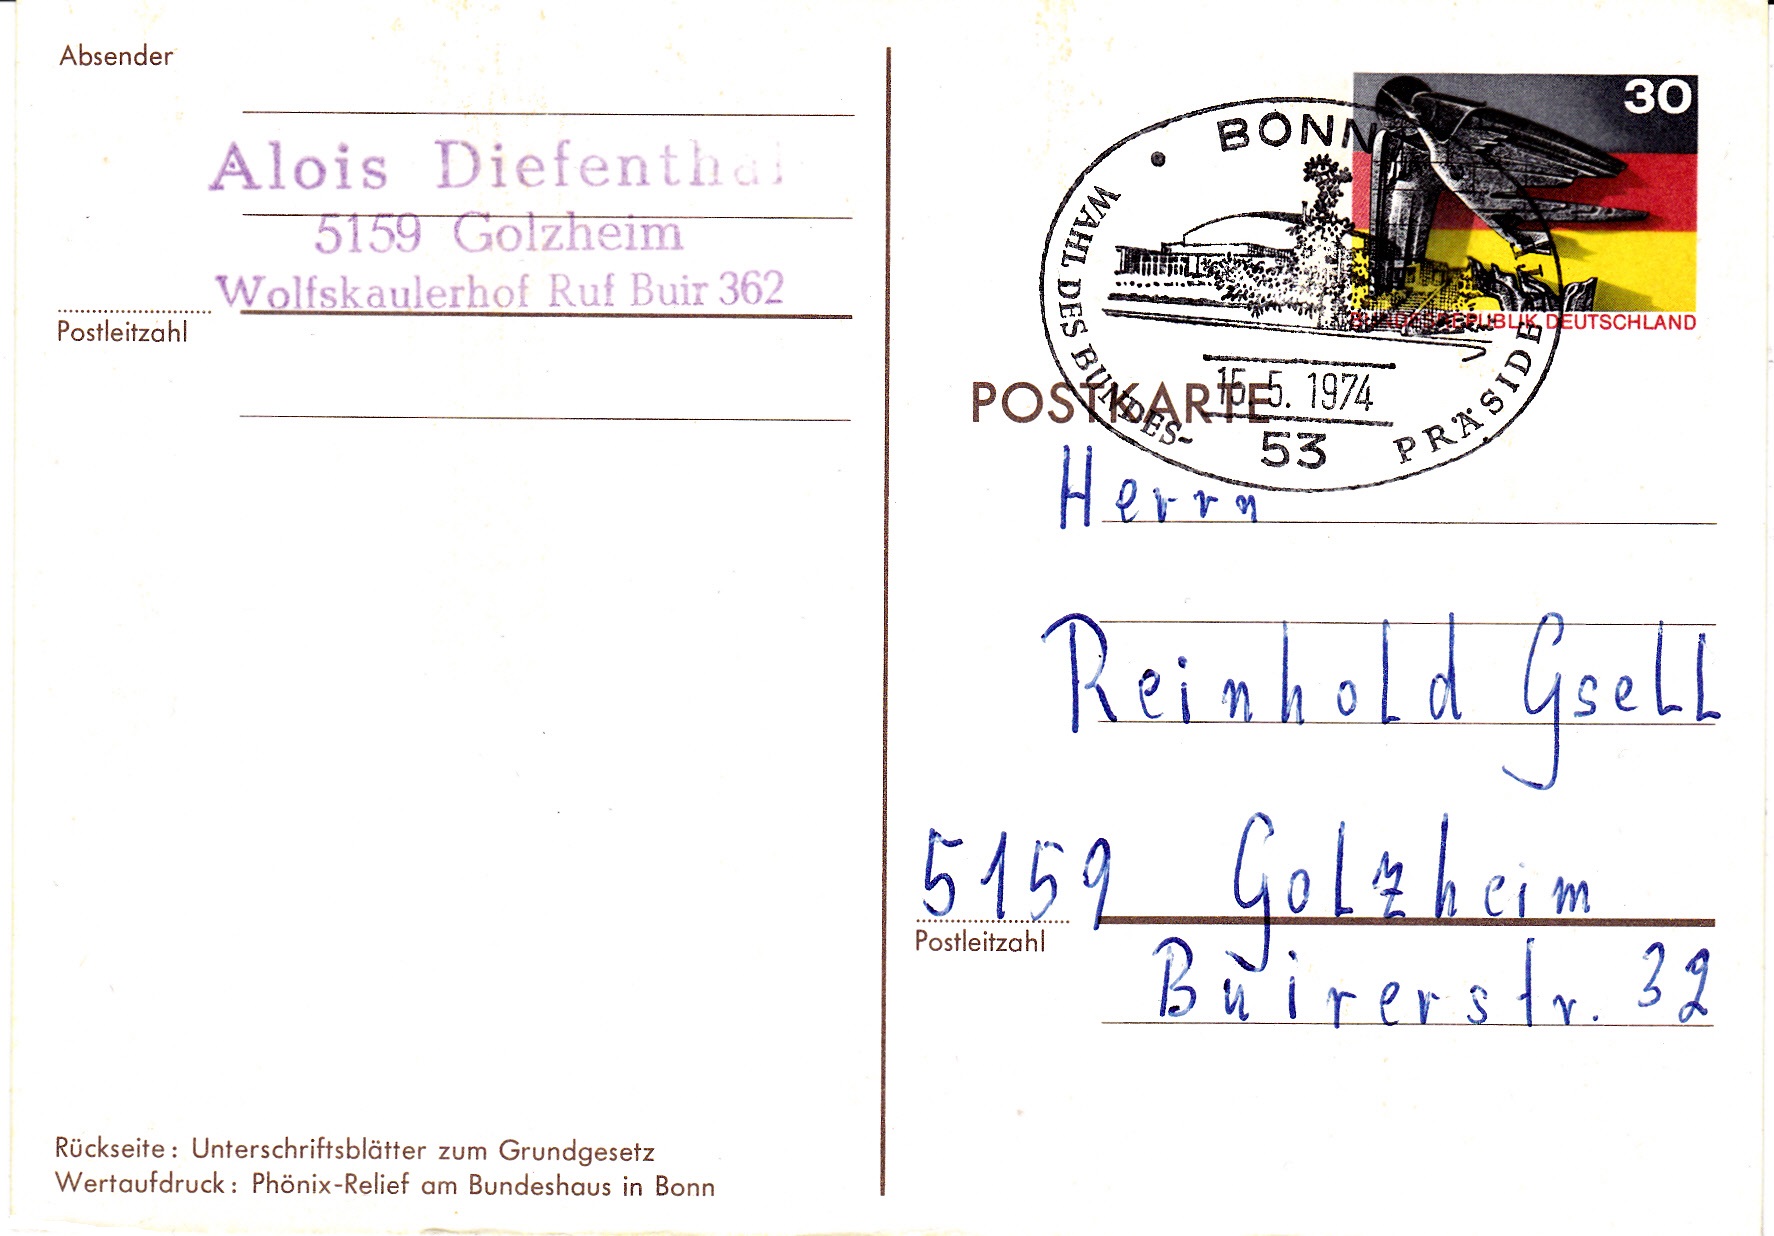 Absender
Alois Diefenthal
5159 Golzheim
Wolfskaulerhof Ruf Buir 362
Postleitzahl
Rückseite: Unterschriftsblätter zum Grundgesetz
Wertaufdruck: Phönix-Relief am Bundeshaus in Bonn
30
BUNDESREPUBLIK DEUTSCHLAND
BONN
WAHL DES BUNDES-
PRÄSIDENTEN
15.5.1974
53
POSTKARTE
Herrn
Reinhold Gsell
5159 Golzheim
Postleitzahl
Buirerstr. 32